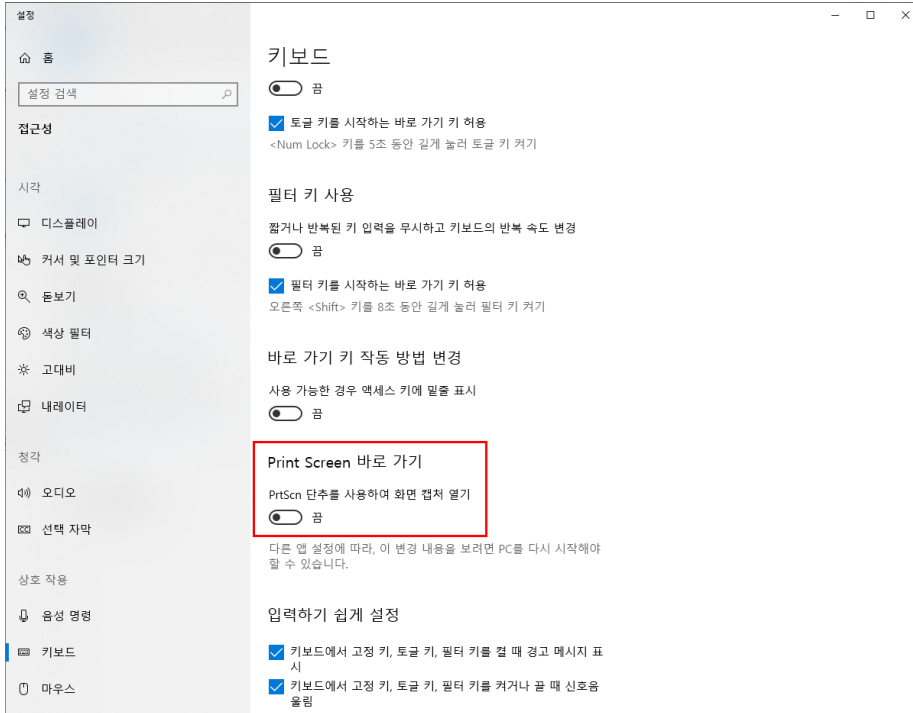 설정
홈
설정 검색
접근성
시각
디스플레이
커서 및 포인터 크기
돋보기
색상 필터
고대비
내레이터
청각
오디오
선택 자막
상호 작용
음성 명령
키보드
마우스
키보드
끔
토글 키를 시작하는 바로 가기 키 허용
<Num Lock> 키를 5초 동안 길게 눌러 토글 키 켜기
필터 키 사용
짧거나 반복된 키 입력을 무시하고 키보드의 반복 속도 변경
끔
필터 키를 시작하는 바로 가기 키 허용
오른쪽 <Shift> 키를 8초 동안 길게 눌러 필터 키 켜기
바로 가기 키 작동 방법 변경
사용 가능한 경우 액세스 키에 밑줄 표시
끔
Print Screen 바로 가기
PrtScn 단추를 사용하여 화면 캡처 열기
끔
다른 앱 설정에 따라, 이 변경 내용을 보려면 PC를 다시 시작해야
할 수 있습니다.
입력하기 쉽게 설정
키보드에서 고정 키, 토글 키, 필터 키를 켤 때 경고 메시지 표
시
키보드에서 고정 키, 토글 키, 필터 키를 켜거나 끌 때 신호음
울림